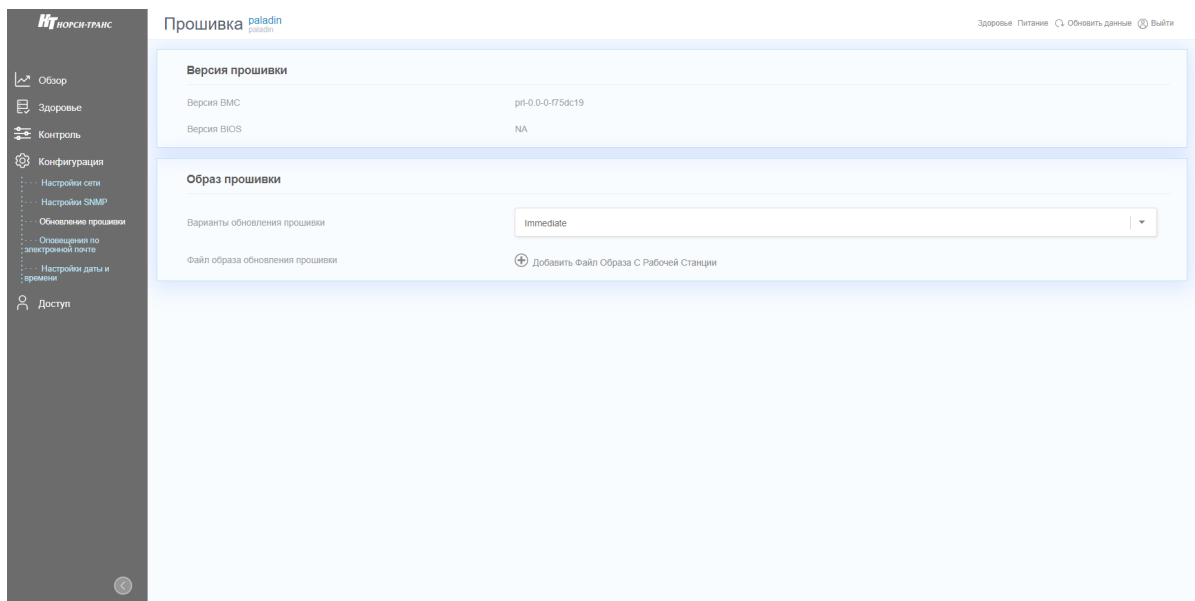 НТ НОРСИ-ТРАНС
Прошивка paladin
paladin
Здоровье Питание Обновить данные Выйти
Обзор
Здоровье
Контроль
Конфигурация
Настройки сети
Настройки SNMP
Обновление прошивки
Оповещения по
электронной почте
Настройки даты и
времени
Доступ
Версия прошивки
Версия BMC prl-0.0-0-f75dc19
Версия BIOS NA
Образ прошивки
Варианты обновления прошивки Immediate
Файл образа обновления прошивки Добавить Файл Образа С Рабочей Станции